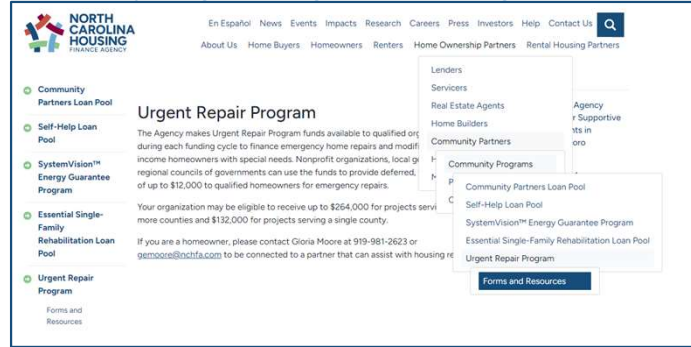 NORTH
CAROLINA
HOUSING
FINANCE AGENCY
En Español News Events Impacts Research Careers Press Investors Help Contact Us
About Us Home Buyers Homeowners Renters Home Ownership Partners Rental Housing Partners
Lenders
Servicers
Real Estate Agents
Home Builders
Community Partners
Community Programs
Community Partners Loan Pool
Self-Help Loan Pool
SystemVision™ Energy Guarantee Program
Essential Single-Family Rehabilitation Loan Pool
Urgent Repair Program
Forms and Resources
Community
Partners Loan Pool
Self-Help Loan
Pool
SystemVision™
Energy Guarantee
Program
Essential Single-
Family
Rehabilitation Loan
Pool
Urgent Repair
Program
Forms and
Resources
Urgent Repair Program
The Agency makes Urgent Repair Program funds available to qualified
during each funding cycle to finance emergency home repairs and
income homeowners with special needs. Nonprofit organizations, local
regional councils of governments can use the funds to provide deferred,
of up to $12,000 to qualified homeowners for emergency repairs.
Your organization may be eligible to receive up to $264,000 for projects
more counties and $132,000 for projects serving a single county.
If you are a homeowner, please contact Gloria Moore at 919-981-2623 or
gemoore@nchfa.com to be connected to a partner that can assist with housing
Agency
Supportive
in